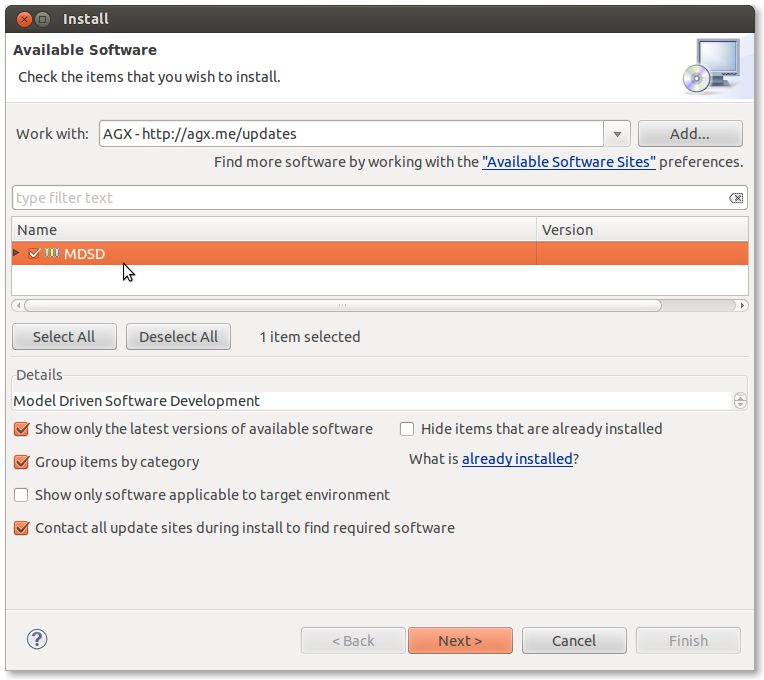 Install
Available Software
Check the items that you wish to install.
Work with: AGX - http://agx.me/updates Add...
Find more software by working with the "Available Software Sites" preferences.
type filter text
Name Version
MDSD
Select All Deselect All 1 item selected
Details
Model Driven Software Development
Show only the latest versions of available software Hide items that are already installed
Group items by category What is already installed?
Show only software applicable to target environment
Contact all update sites during install to find required software
? < Back Next > Cancel Finish